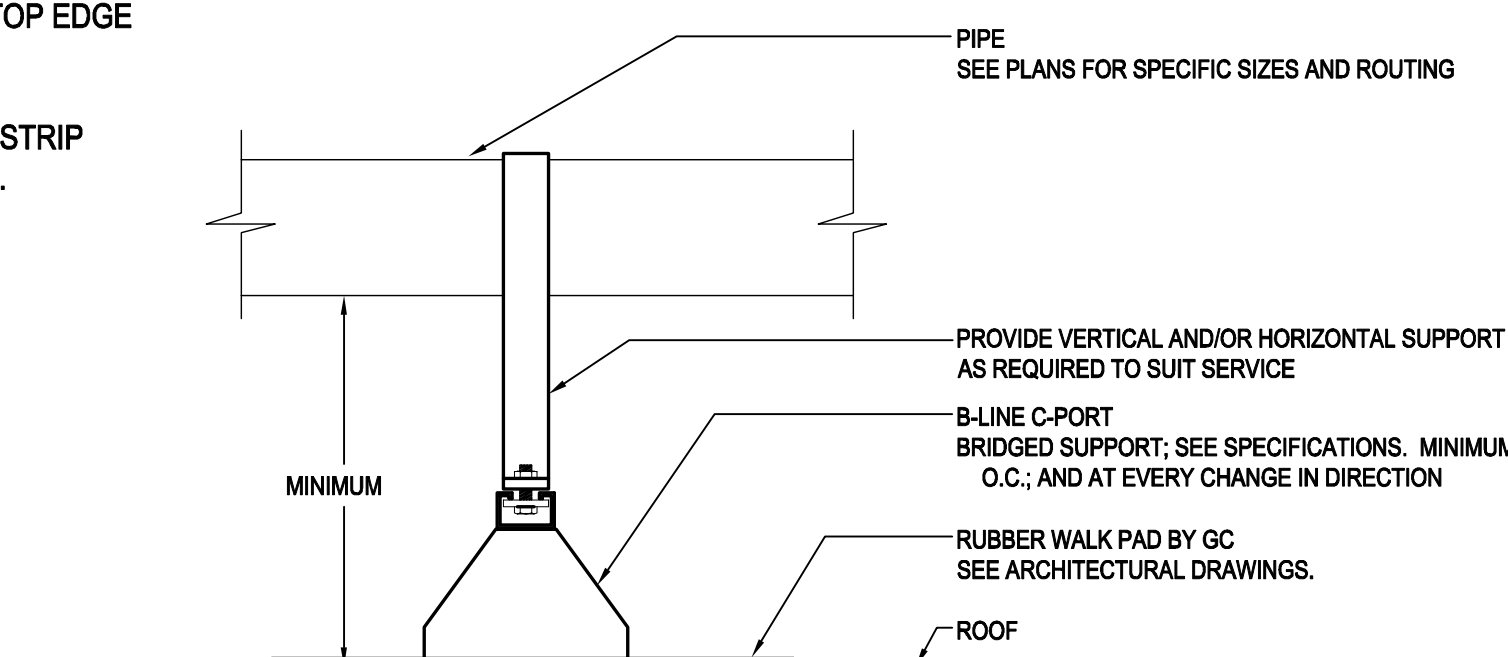 TOP EDGE
STRIP
.
PIPE
SEE PLANS FOR SPECIFIC SIZES AND ROUTING
PROVIDE VERTICAL AND/OR HORIZONTAL SUPPORT
AS REQUIRED TO SUIT SERVICE
B-LINE C-PORT
BRIDGED SUPPORT; SEE SPECIFICATIONS. MINIMUM
O.C.; AND AT EVERY CHANGE IN DIRECTION
MINIMUM
RUBBER WALK PAD BY GC
SEE ARCHITECTURAL DRAWINGS.
ROOF